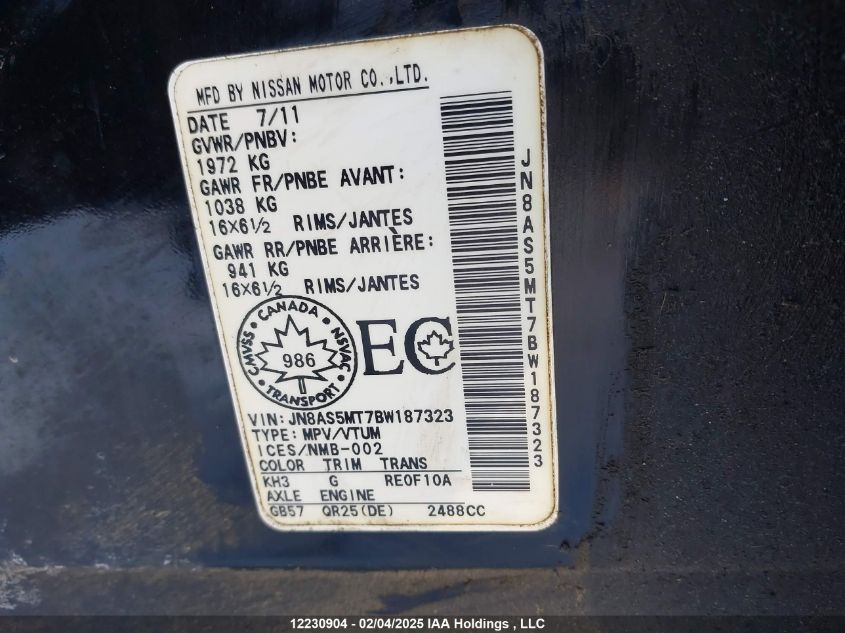 MFD BY NISSAN MOTOR CO.,LTD.
DATE 7/11
GVWR/PNBV:
1972 KG
GAWR FR/PNBE AVANT:
1038 KG
16X6½ RIMS/JANTES
GAWR RR/PNBE ARRIÈRE:
941 KG
16X6½ RIMS/JANTES
CANADA
CMVSS NSVAC
986
TRANSPORT
EC
VIN: JN8AS5MT7BW187323
TYPE: MPV/VTUM
ICES/NMB-002
COLOR TRIM TRANS
KH3 G RE0F10A
AXLE ENGINE
GB57 QR25(DE) 2488CC
JN8AS5MT7BW187323
12230904 - 02/04/2025 IAA Holdings , LLC